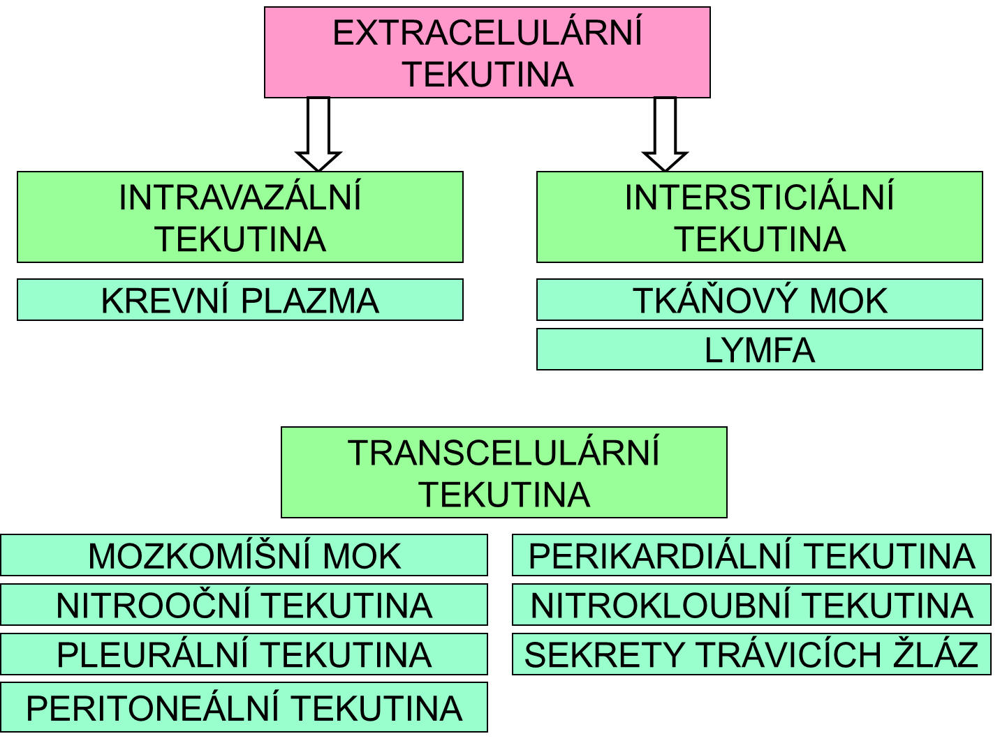 EXTRACELULÁRNÍ
TEKUTINA
INTRAVAZÁLNÍ
TEKUTINA
KREVNÍ PLAZMA
INTERSTICIÁLNÍ
TEKUTINA
TKÁŇOVÝ MOK
LYMFA
TRANSCELULÁRNÍ
TEKUTINA
MOZKOMÍŠNÍ MOK
NITROOČNÍ TEKUTINA
PLEURÁLNÍ TEKUTINA
PERITONEÁLNÍ TEKUTINA
PERIKARDIÁLNÍ TEKUTINA
NITROKLOUBNÍ TEKUTINA
SEKRETY TRÁVICÍCH ŽLÁZ